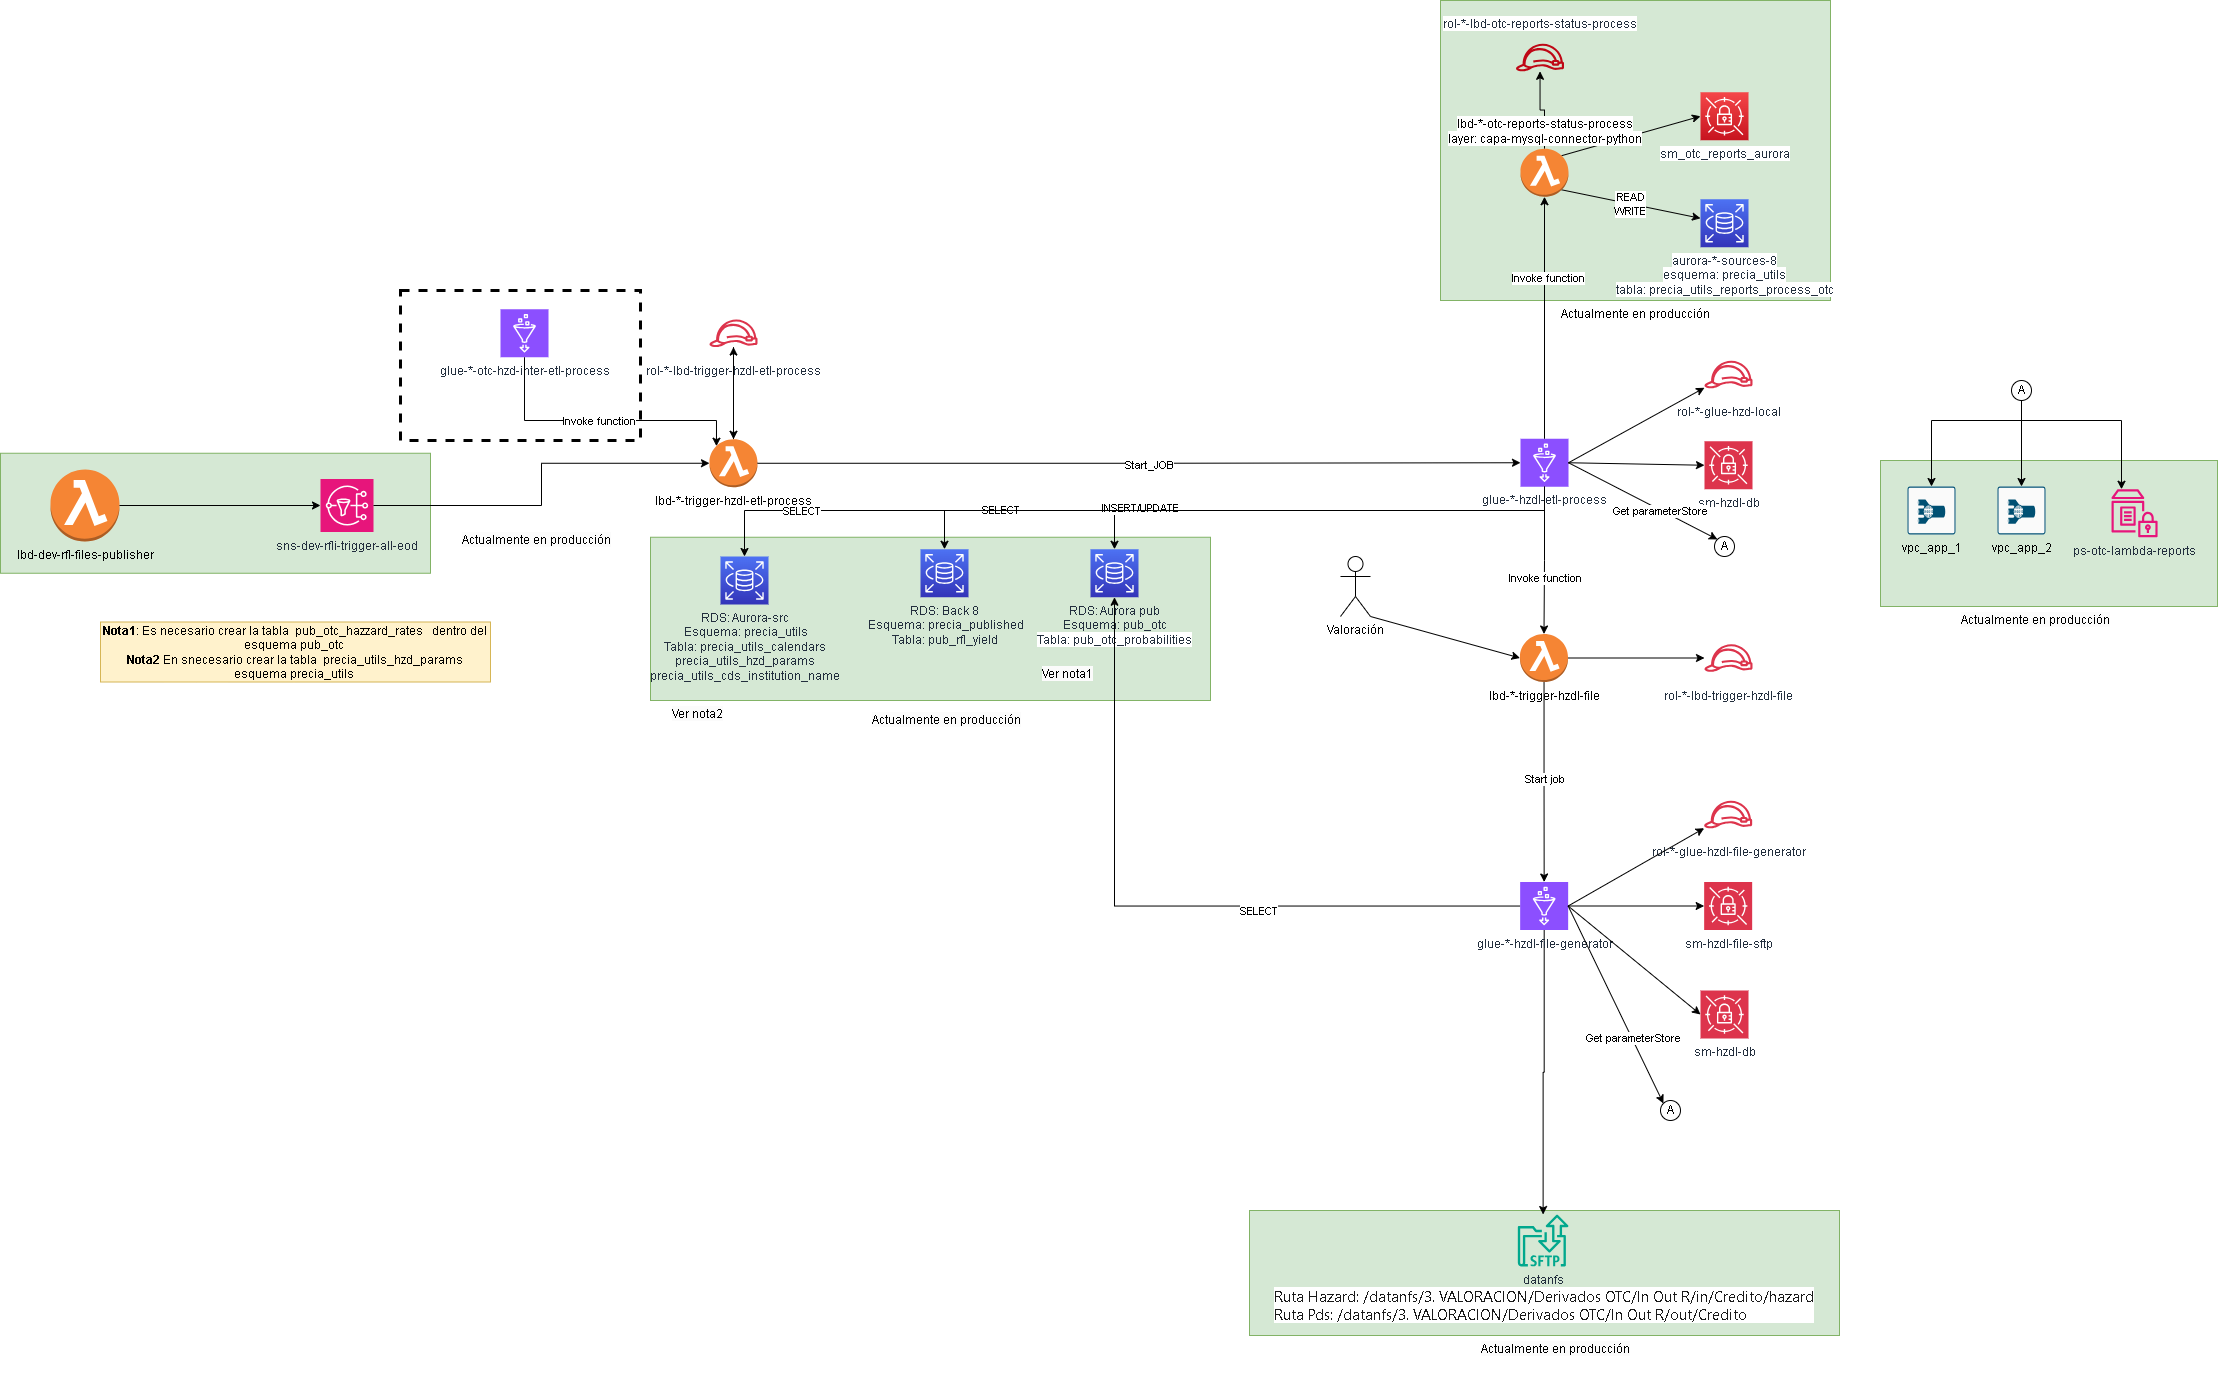 rol-*-lbd-otc-reports-status-process
lbd-*-otc-reports-status-process
layer: capa-mysql-connector-python
sm_otc_reports_aurora
READ
WRITE
aurora-*-sources-8
esquema: precia_utils
tabla: precia_utils_reports_process_otc
Invoke function
Actualmente en producción
glue-*-otc-hzd-inter-etl-process
rol-*-lbd-trigger-hzdl-etl-process
Invoke function
lbd-dev-rfl-files-publisher
sns-dev-rfli-trigger-all-eod
Actualmente en producción
lbd-*-trigger-hzdl-etl-process
Start_JOB
glue-*-hzdl-etl-process
rol-*-glue-hzd-local
sm-hzdl-db
Get parameterStore
A
A
vpc_app_1
vpc_app_2
ps-otc-lambda-reports
Actualmente en producción
SELECT
SELECT
INSERT/UPDATE
RDS: Aurora-src
Esquema: precia_utils
Tabla: precia_utils_calendars
precia_utils_hzd_params
precia_utils_cds_institution_name
RDS: Back 8
Esquema: precia_published
Tabla: pub_rfl_yield
RDS: Aurora pub
Esquema: pub_otc
Tabla: pub_otc_probabilities
Ver nota1
Ver nota2
Actualmente en producción
Nota1: Es necesario crear la tabla pub_otc_hazzard_rates dentro del
esquema pub_otc
Nota2 En snecesario crear la tabla precia_utils_hzd_params
esquema precia_utils
Invoke function
Valoración
lbd-*-trigger-hzdl-file
rol-*-lbd-trigger-hzdl-file
Start job
rol-*-glue-hzdl-file-generator
SELECT
glue-*-hzdl-file-generator
sm-hzdl-file-sftp
sm-hzdl-db
Get parameterStore
A
SFTP
datanfs
Ruta Hazard: /datanfs/3. VALORACION/Derivados OTC/In Out R/in/Credito/hazard
Ruta Pds: /datanfs/3. VALORACION/Derivados OTC/In Out R/out/Credito
Actualmente en producción